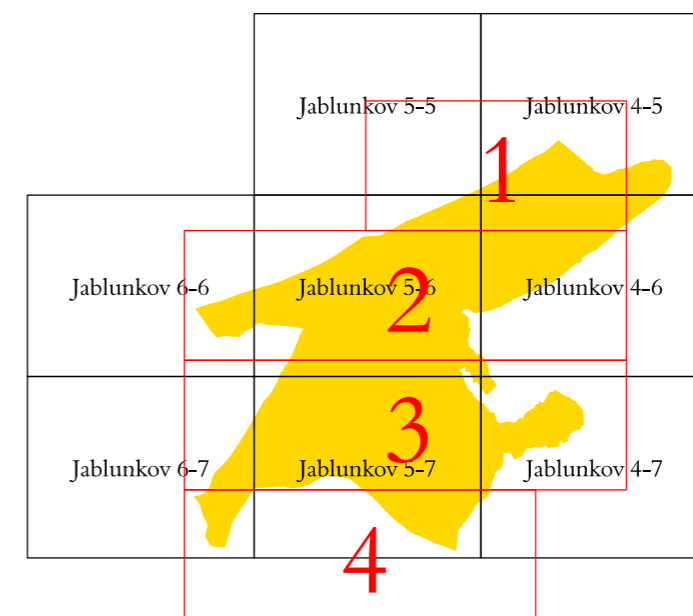 Jablunkov 5-5
Jablunkov 4-5
1
Jablunkov 6-6
Jablunkov 5-6
Jablunkov 4-6
2
3
Jablunkov 6-7
Jablunkov 5-7
Jablunkov 4-7
4